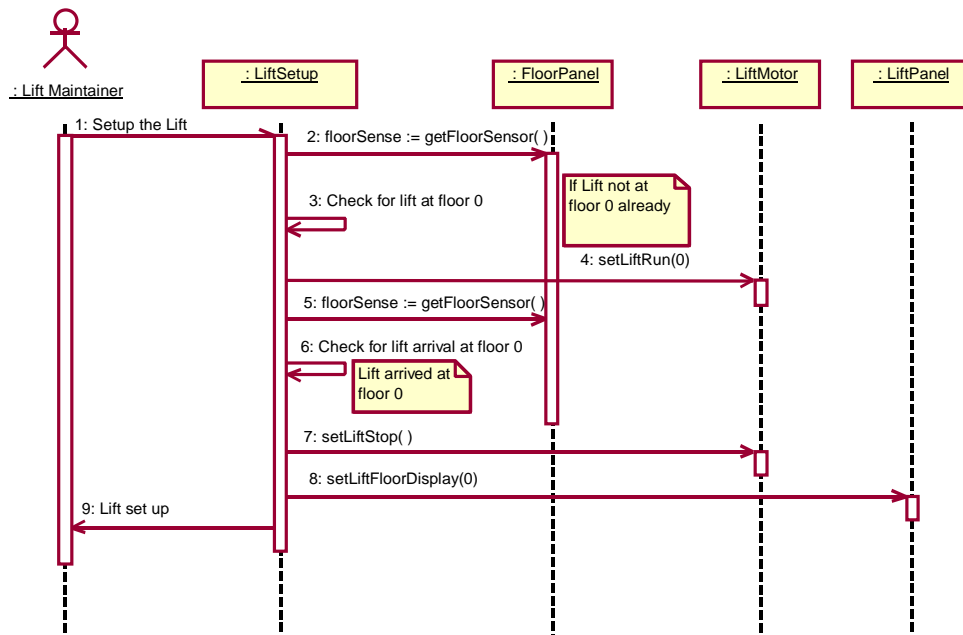 : Lift Maintainer
: LiftSetup
: FloorPanel
: LiftMotor
: LiftPanel
1: Setup the Lift
2: floorSense := getFloorSensor( )
3: Check for lift at floor 0
If Lift not at
floor 0 already
4: setLiftRun(0)
5: floorSense := getFloorSensor( )
6: Check for lift arrival at floor 0
Lift arrived at
floor 0
7: setLiftStop( )
8: setLiftFloorDisplay(0)
9: Lift set up